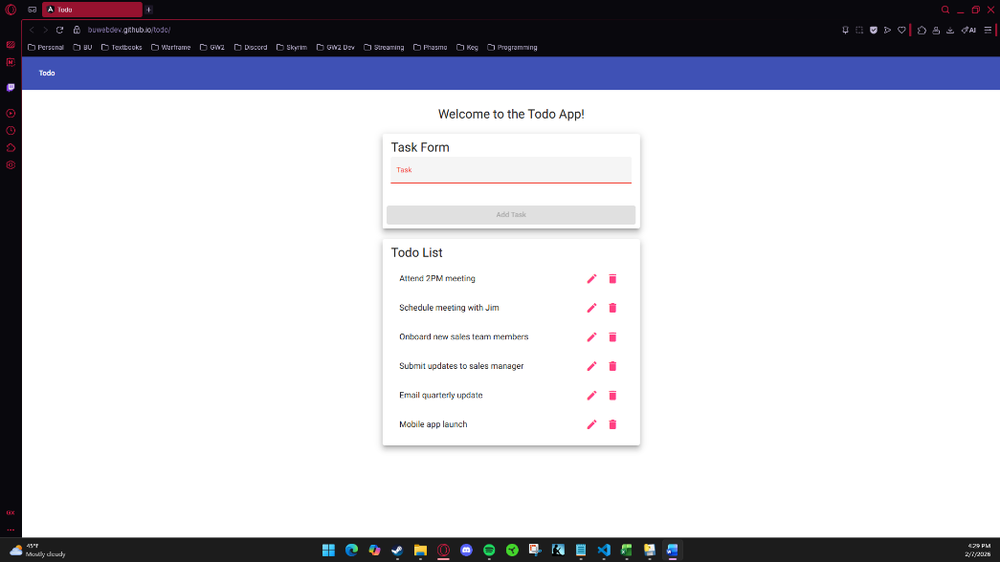 Todo
buwebdev.github.io/todo/
AI
Personal BU Textbooks Warframe GW2 Discord Skyrim GW2 Dev Streaming Phasmo Keg Programming
Todo
Welcome to the Todo App!
Task Form
Task
Add Task
Todo List
Attend 2PM meeting
Schedule meeting with Jim
Onboard new sales team members
Submit updates to sales manager
Email quarterly update
Mobile app launch
GX
45°F
Mostly cloudy
4:29 PM
2/7/2026